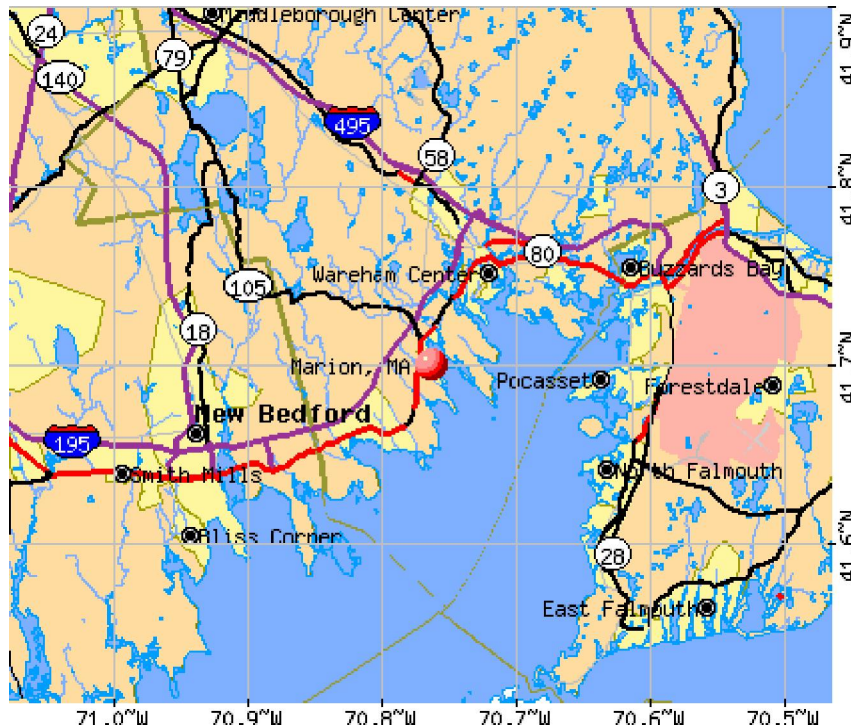 Middleborough Center
24
79
140
41.9~N
495
58
3
41.8~N
80
Wareham Center
Buzzards Bay
105
18
Marion, MA
41.7~N
Pocasset
Forestdale
New Bedford
195
Smith Mills
North Falmouth
Bliss Corner
41.6~N
28
East Falmouth
71.0~W
70.9~W
70.8~W
70.7~W
70.6~W
70.5~W